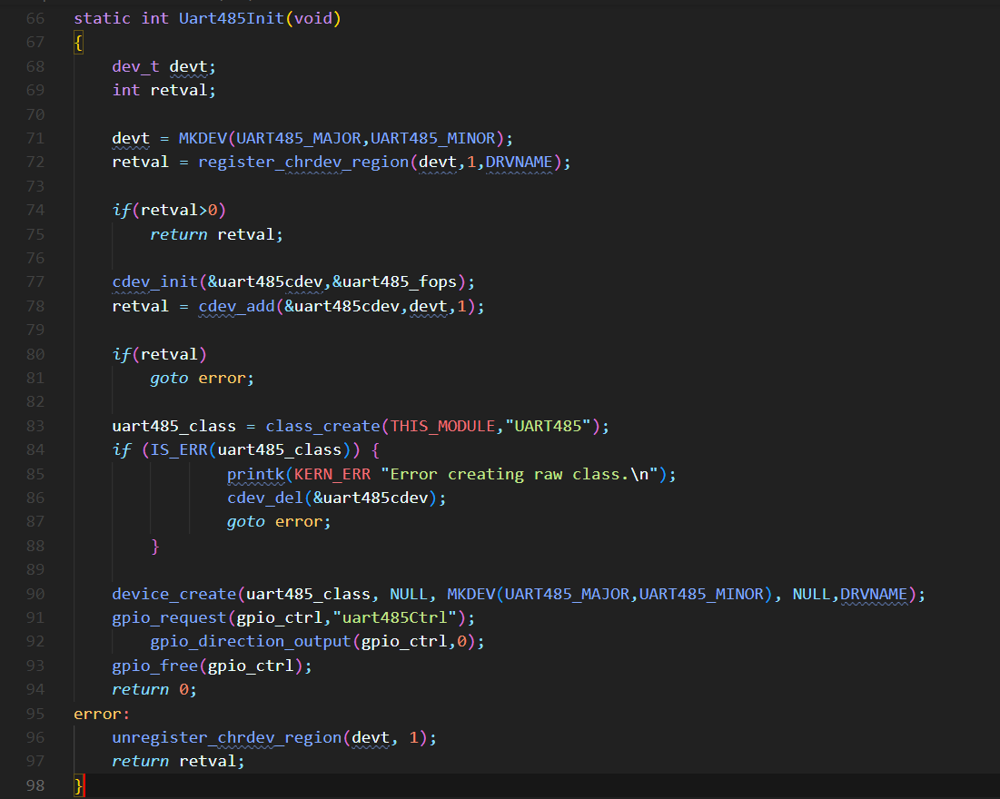 66 static int Uart485Init(void)
67 {
68 dev_t devt;
69 int retval;
70
71 devt = MKDEV(UART485_MAJOR,UART485_MINOR);
72 retval = register_chrdev_region(devt,1,DRVNAME);
73
74 if(retval>0)
75 return retval;
76
77 cdev_init(&uart485cdev,&uart485_fops);
78 retval = cdev_add(&uart485cdev,devt,1);
79
80 if(retval)
81 goto error;
82
83 uart485_class = class_create(THIS_MODULE,"UART485");
84 if (IS_ERR(uart485_class)) {
85 printk(KERN_ERR "Error creating raw class.\n");
86 cdev_del(&uart485cdev);
87 goto error;
88 }
89
90 device_create(uart485_class, NULL, MKDEV(UART485_MAJOR,UART485_MINOR), NULL,DRVNAME);
91 gpio_request(gpio_ctrl,"uart485Ctrl");
92 gpio_direction_output(gpio_ctrl,0);
93 gpio_free(gpio_ctrl);
94 return 0;
95 error:
96 unregister_chrdev_region(devt, 1);
97 return retval;
98 }